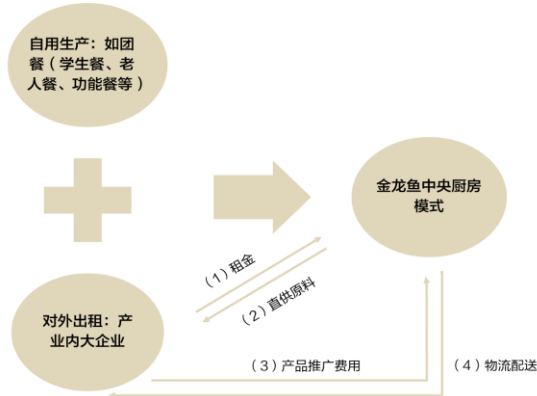 自用生产：如团
餐（学生餐、老
人餐、功能餐等）
金龙鱼中央厨房
模式
（1）租金
（2）直供原料
对外出租：产
业内大企业
（3）产品推广费用
（4）物流配送